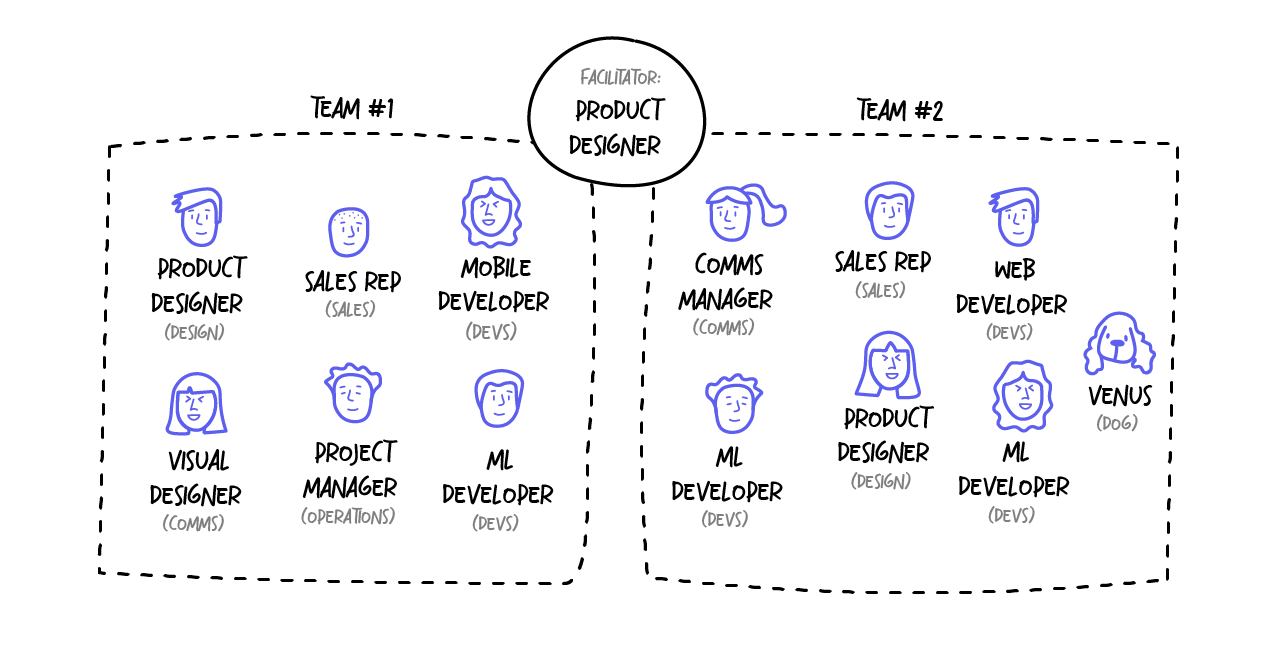 FACILITATOR:
PRODUCT
DESIGNER
TEAM #1
PRODUCT
DESIGNER
(DESIGN)
SALES REP
(SALES)
MOBILE
DEVELOPER
(DEVS)
VISUAL
DESIGNER
(COMMS)
PROJECT
MANAGER
(OPERATIONS)
ML
DEVELOPER
(DEVS)
TEAM #2
COMMS
MANAGER
(COMMS)
SALES REP
(SALES)
WEB
DEVELOPER
(DEVS)
ML
DEVELOPER
(DEVS)
PRODUCT
DESIGNER
(DESIGN)
ML
DEVELOPER
(DEVS)
VENUS
(DOG)